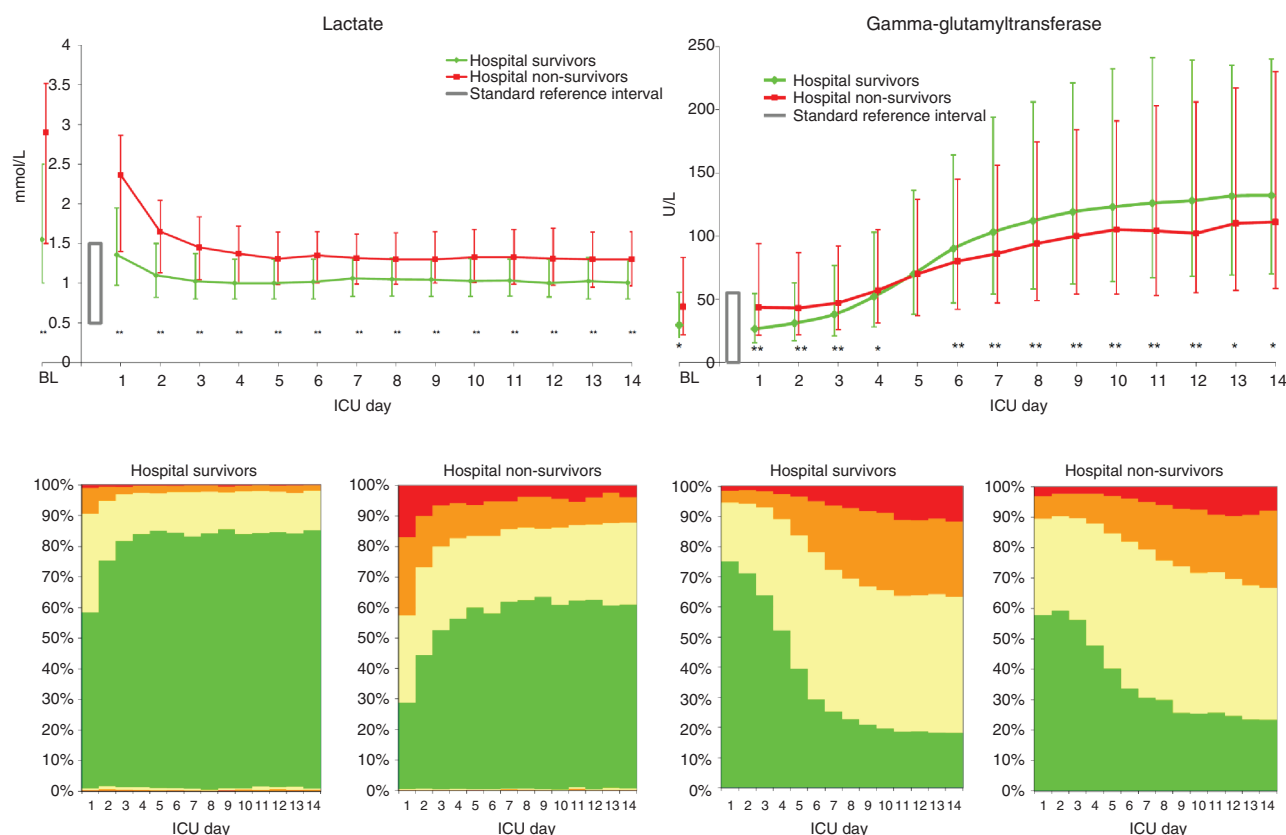 Lactate
4
3.5
3
2.5
2
1.5
1
0.5
0
mmol/L
Hospital survivors
Hospital non-survivors
Standard reference interval
** ** ** ** ** ** ** ** ** ** ** ** ** ** **
BL 1 2 3 4 5 6 7 8 9 10 11 12 13 14
ICU day
Gamma-glutamyltransferase
250
200
150
100
50
0
U/L
Hospital survivors
Hospital non-survivors
Standard reference interval
* ** ** ** * ** ** ** ** ** ** ** * *
BL 1 2 3 4 5 6 7 8 9 10 11 12 13 14
ICU day
Hospital survivors
100%
90%
80%
70%
60%
50%
40%
30%
20%
10%
0%
1 2 3 4 5 6 7 8 9 10 11 12 13 14
ICU day
Hospital non-survivors
100%
90%
80%
70%
60%
50%
40%
30%
20%
10%
0%
1 2 3 4 5 6 7 8 9 10 11 12 13 14
ICU day
Hospital survivors
100%
90%
80%
70%
60%
50%
40%
30%
20%
10%
0%
1 2 3 4 5 6 7 8 9 10 11 12 13 14
ICU day
Hospital non-survivors
100%
90%
80%
70%
60%
50%
40%
30%
20%
10%
0%
1 2 3 4 5 6 7 8 9 10 11 12 13 14
ICU day